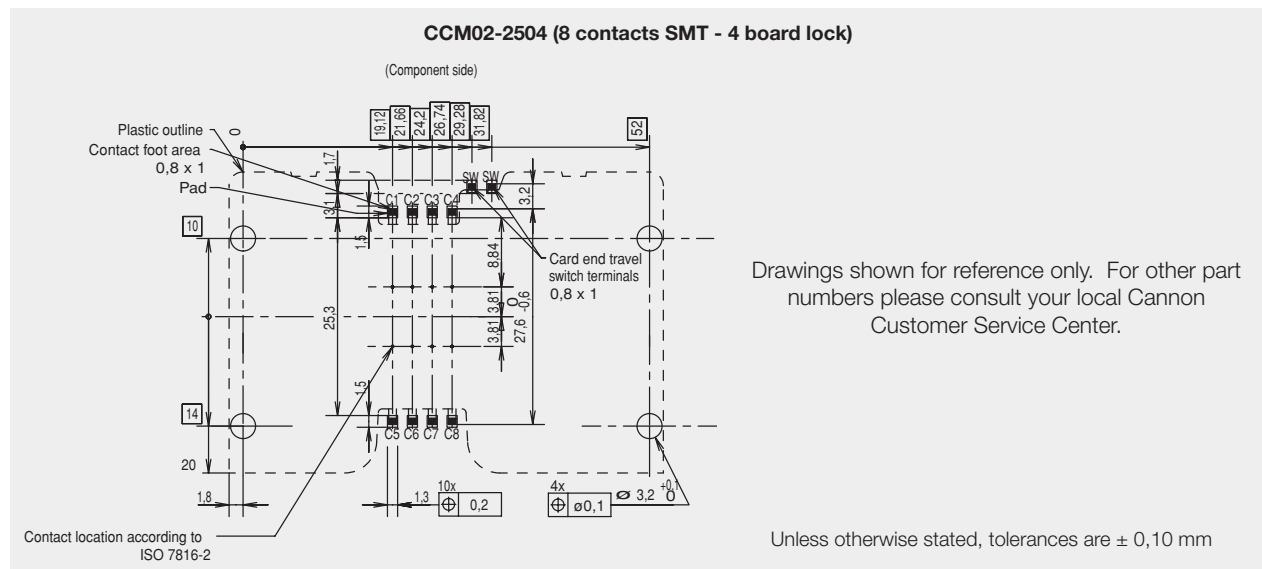 CCM02-2504 (8 contacts SMT - 4 board lock)
(Component side)
19,12
21,66
24,2
26,74
29,28
31,82
52
0
Plastic outline
Contact foot area
0,8 x 1
Pad
1,7
3,1
SW SW
3,2
C1 C2 C3 C4
10
1,5
8,84
Card end travel
switch terminals
0,8 x 1
Drawings shown for reference only. For other part
numbers please consult your local Cannon
Customer Service Center.
25,3
3,81
3,81
27,6 0 -0,6
1,5
14
C5 C6 C7 C8
20
1,8
1,3
10x
0,2
4x
ø0,1
Ø 3,2 +0,1 0
Contact location according to
ISO 7816-2
Unless otherwise stated, tolerances are ± 0,10 mm